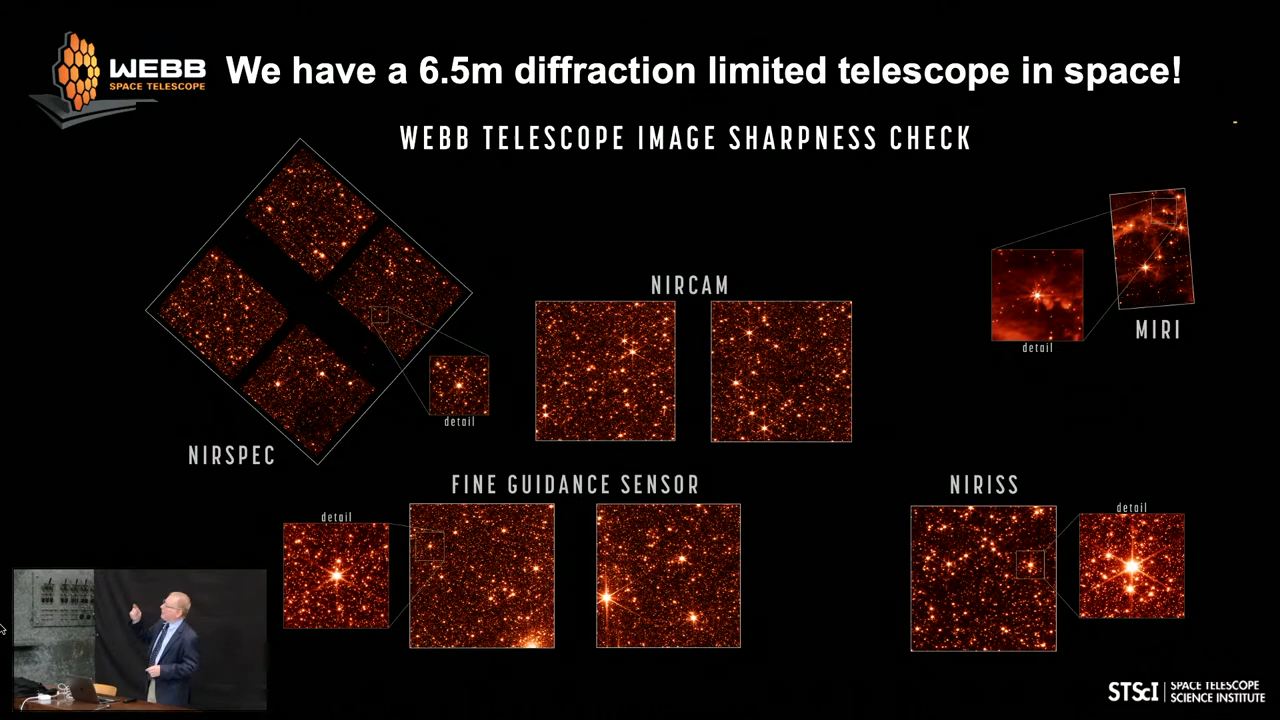 WEBB
SPACE TELESCOPE
We have a 6.5m diffraction limited telescope in space!
WEBB TELESCOPE IMAGE SHARPNESS CHECK
NIRCAM
MIRI
detail
detail
NIRSPEC
FINE GUIDANCE SENSOR
NIRISS
detail
detail
STScI
SPACE TELESCOPE
SCIENCE INSTITUTE